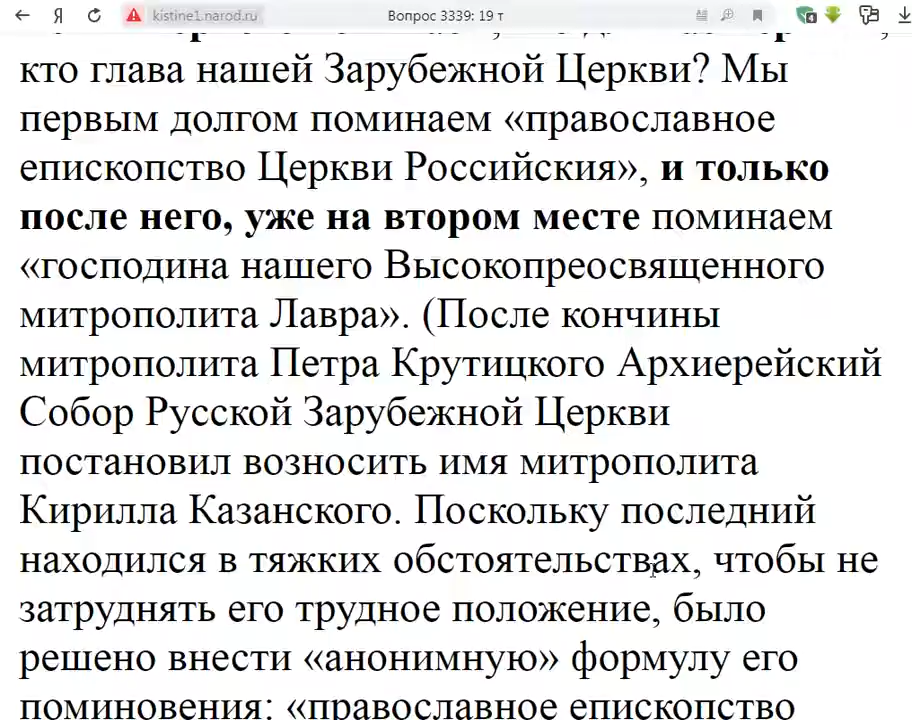 Я
kistine1.narod.ru
Вопрос 3339: 19 т
4
кто глава нашей Зарубежной Церкви? Мы
первым долгом поминаем «православное
епископство Церкви Российския», и только
после него, уже на втором месте поминаем
«господина нашего Высокопреосвященного
митрополита Лавра». (После кончины
митрополита Петра Крутицкого Архиерейский
Собор Русской Зарубежной Церкви
постановил возносить имя митрополита
Кирилла Казанского. Поскольку последний
находился в тяжких обстоятельствах, чтобы не
затруднять его трудное положение, было
решено внести «анонимную» формулу его
поминовения: «православное епископство